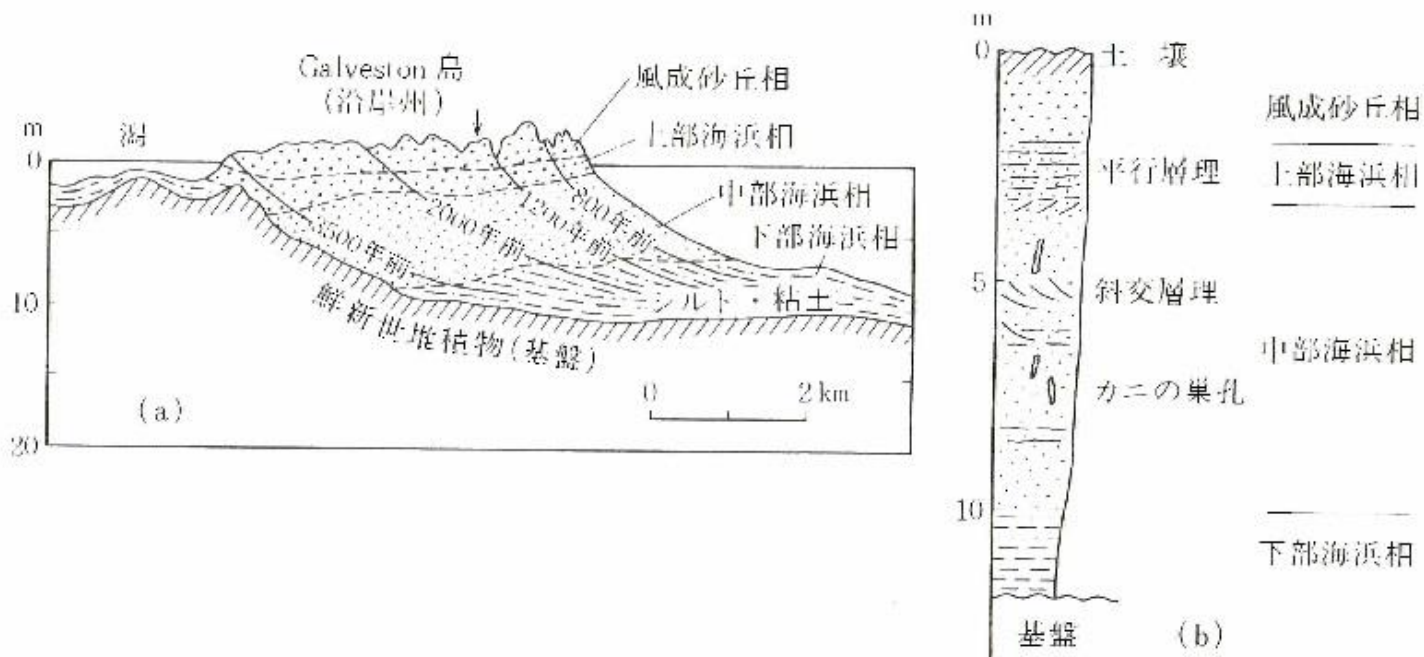 Galveston 島
(沿岸州)
風成砂丘相
上部海浜相
m
0
潟
中部海浜相
下部海浜相
3500年前
2000年前
1200年前
800年前
シルト・粘土
10
鮮新世堆積物(基盤)
0
2 km
(a)
20
m
0
土 壌
風成砂丘相
平行層理
上部海浜相
5
斜交層理
中部海浜相
カニの巣孔
10
下部海浜相
基盤
(b)